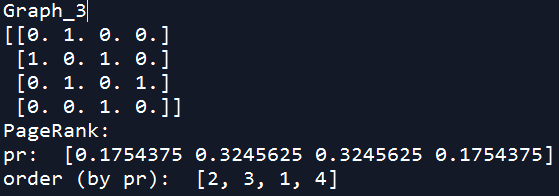 Graph_3
[[0. 1. 0. 0.]
 [1. 0. 1. 0.]
 [0. 1. 0. 1.]
 [0. 0. 1. 0.]]
PageRank:
pr:  [0.1754375 0.3245625 0.3245625 0.1754375]
order (by pr):  [2, 3, 1, 4]